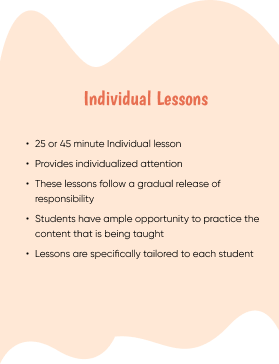 Individual Lessons
• 25 or 45 minute Individual lesson
• Provides individualized attention
• These lessons follow a gradual release of
responsibility
• Students have ample opportunity to practice the
content that is being taught
• Lessons are specifically tailored to each student